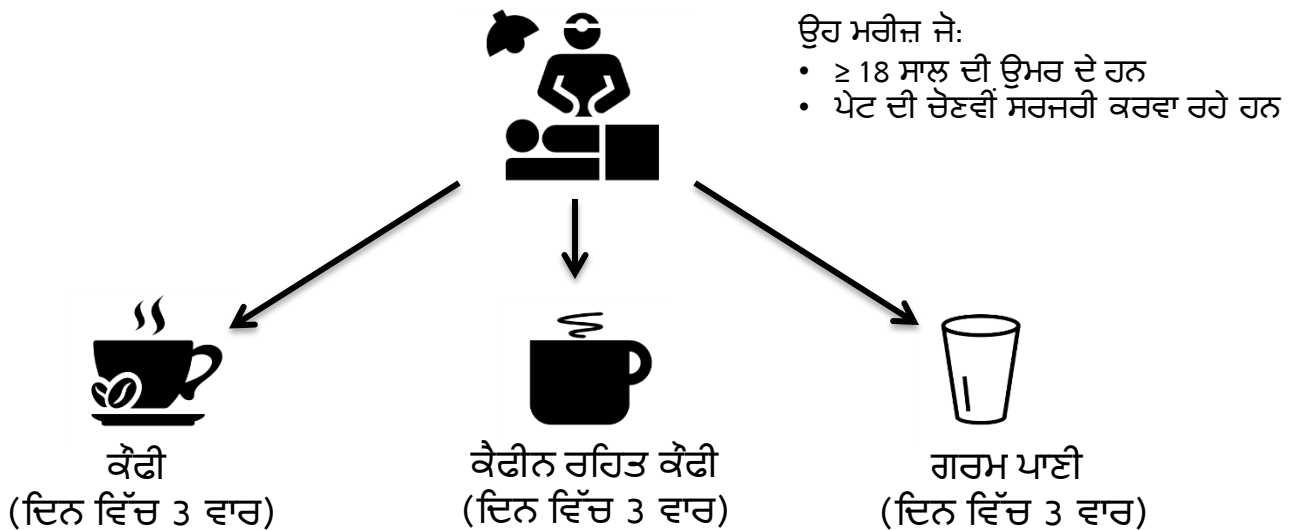 ਉਹ ਮਰੀਜ਼ ਜੋ:
• ≥ 18 ਸਾਲ ਦੀ ਉਮਰ ਦੇ ਹਨ
• ਪੇਟ ਦੀ ਚੋਣਵੀਂ ਸਰਜਰੀ ਕਰਵਾ ਰਹੇ ਹਨ
ਕੌਫੀ
(ਦਿਨ ਵਿੱਚ 3 ਵਾਰ)
ਕੈਫੀਨ ਰਹਿਤ ਕੌਫੀ
(ਦਿਨ ਵਿੱਚ 3 ਵਾਰ)
ਗਰਮ ਪਾਣੀ
(ਦਿਨ ਵਿੱਚ 3 ਵਾਰ)